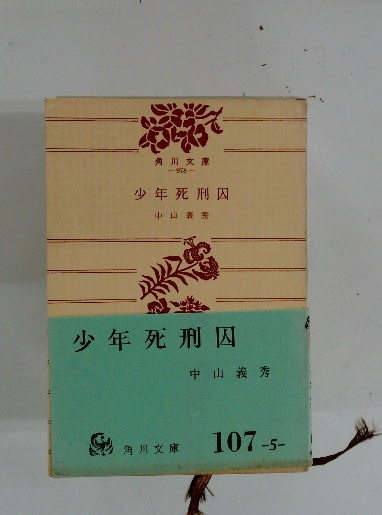 角川文庫
—978—
少年死刑囚
中山義秀
少年死刑囚
中山義秀
角川文庫 107-5-